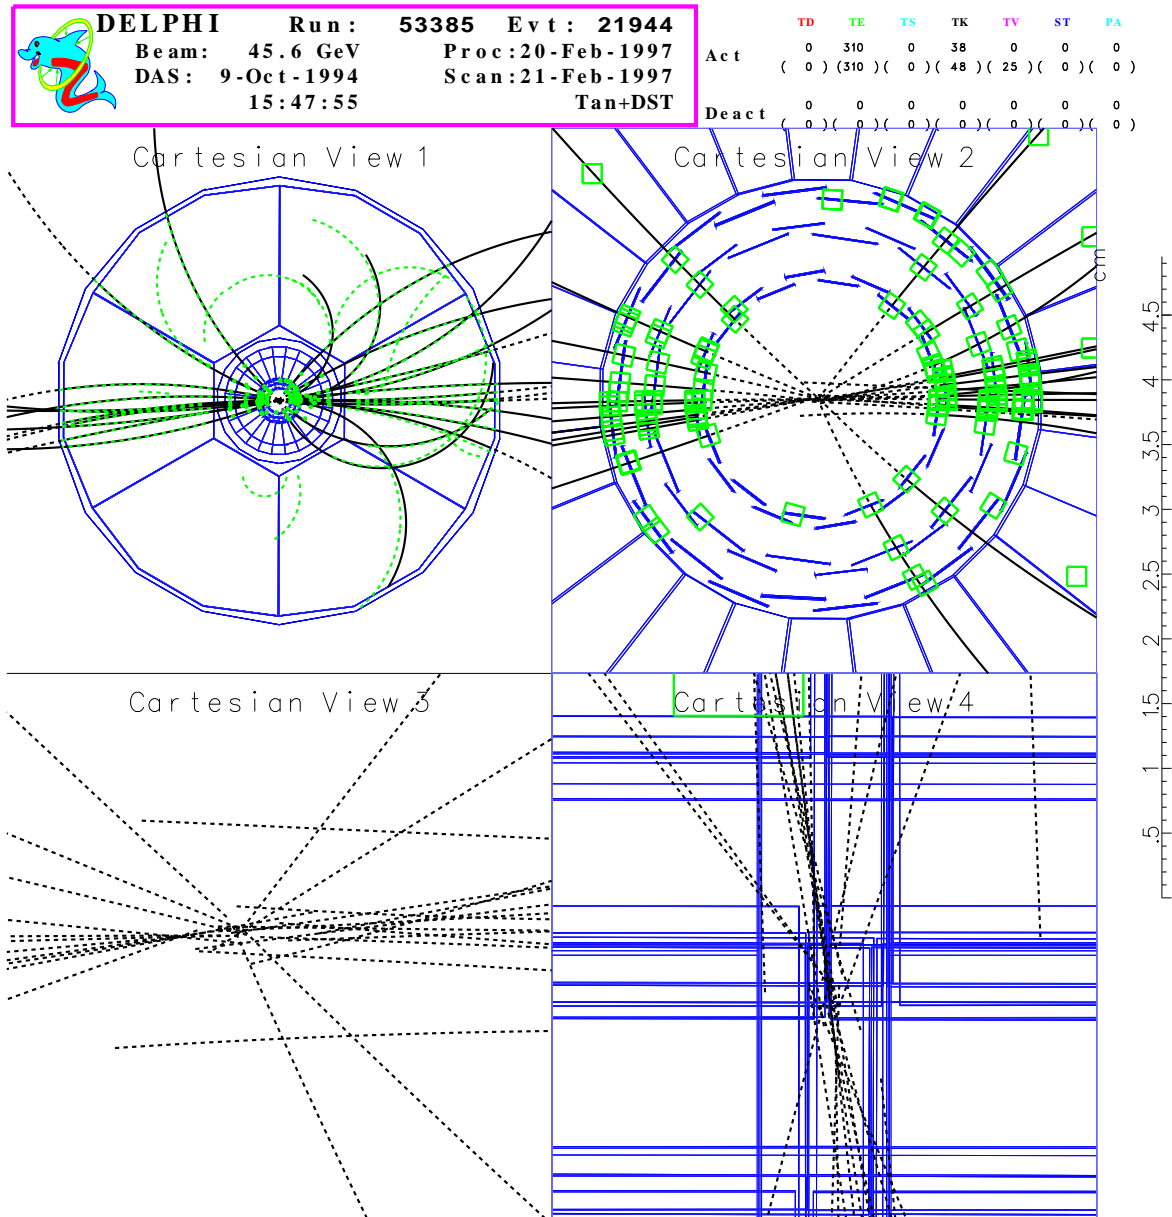 DELPHI Run: 53385 Evt: 21944
Beam: 45.6 GeV Proc:20-Feb-1997
DAS: 9-Oct-1994 Scan:21-Feb-1997
15:47:55 Tan+DST
TD TE TS TK TV ST PA
Act 0 310 0 38 0 0 0
( 0 ) (310 ) ( 0 ) ( 48 ) ( 25 ) ( 0 ) ( 0 )
Deact 0 0 0 0 0 0 0
( 0 ) ( 0 ) ( 0 ) ( 0 ) ( 0 ) ( 0 ) ( 0 )
Cartesian View 1
Cartesian View 2
Cartesian View 3
Cartesian View 4
cm
4.5
4
3.5
3
2.5
2
1.5
1
.5